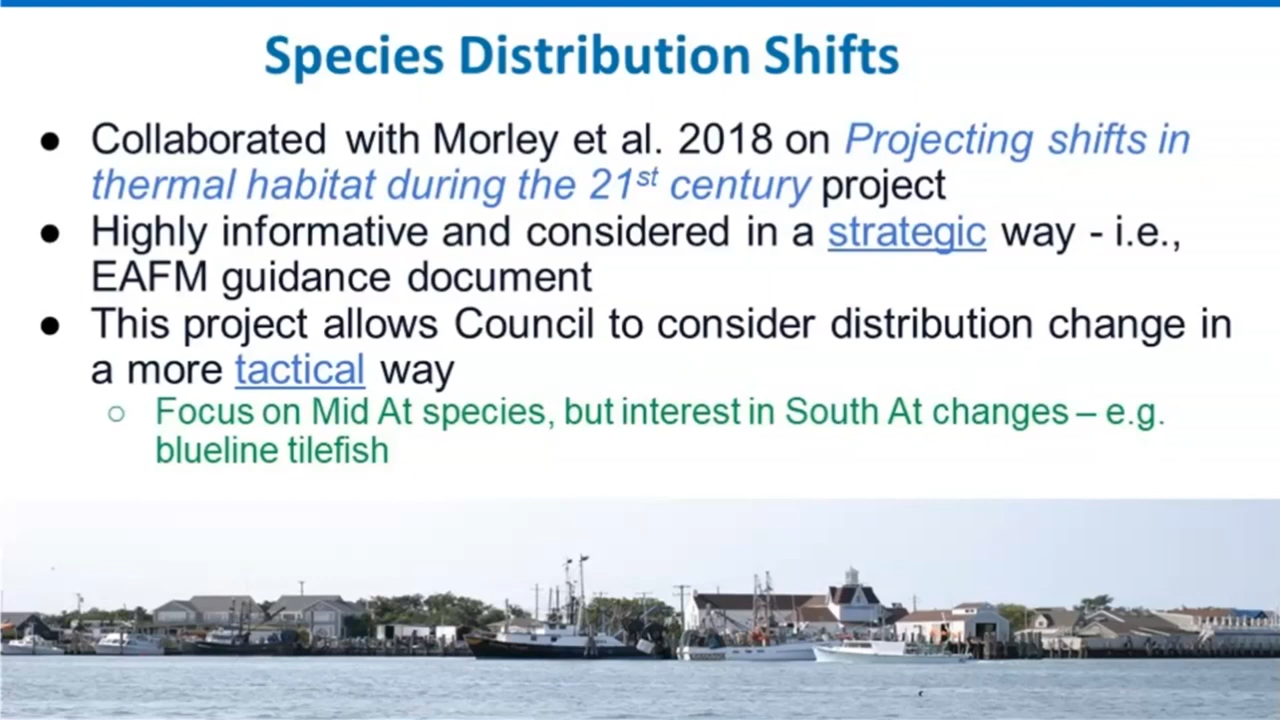 Species Distribution Shifts
● Collaborated with Morley et al. 2018 on Projecting shifts in
thermal habitat during the 21st century project
● Highly informative and considered in a strategic way - i.e.,
EAFM guidance document
● This project allows Council to consider distribution change in
a more tactical way
○ Focus on Mid At species, but interest in South At changes – e.g.
blueline tilefish